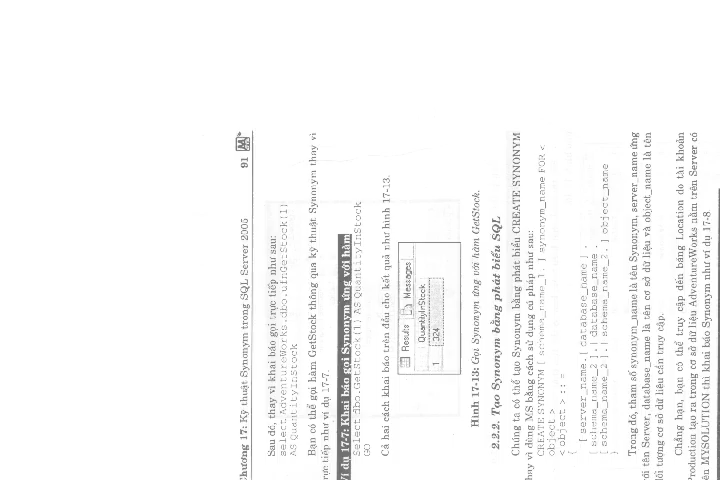 Chương 17: Kỹ thuật Synonym trong SQL Server 2005 91
Sau đó, thay vì khai báo gọi trực tiếp như sau:
select AdventureWorks.dbo.ufnGetStock(1)
AS QuantityInStock
Bạn có thể gọi hàm GetStock thông qua kỹ thuật Synonym thay vì
trực tiếp như ví dụ 17-7.
Ví dụ 17-7: Khai báo gọi Synonym ứng với hàm
Select dbo.GetStock(1) AS QuantityInStock
GO
Cả hai cách khai báo trên đều cho kết quả như hình 17-13.
Results Messages
QuantityInStock
1 324
Hình 17-13: Gọi Synonym ứng với hàm GetStock.
2.2.2. Tạo Synonym bằng phát biểu SQL
Chúng ta có thể tạo Synonym bằng phát biểu CREATE SYNONYM
thay vì dùng MS bằng cách sử dụng cú pháp như sau:
CREATE SYNONYM [ schema_name_1. ] synonym_name FOR <
object >
< object > ::=
{
[ server_name.[ database_name ] .
[ schema_name_2 ].| database_name .
[ schema_name_2 ].| schema_name_2. ] object_name
}
Trong đó, tham số synonym_name là tên Synonym, server_name ứng
với tên Server, database_name là tên cơ sở dữ liệu và object_name là tên
đối tượng cơ sở dữ liệu cần truy cập.
Chẳng hạn, bạn có thể truy cập đến bảng Location do tài khoản
Production tạo ra trong cơ sở dữ liệu AdventureWorks nằm trên Server có
tên MYSOLUTION thì khai báo Synonym như ví dụ 17-8